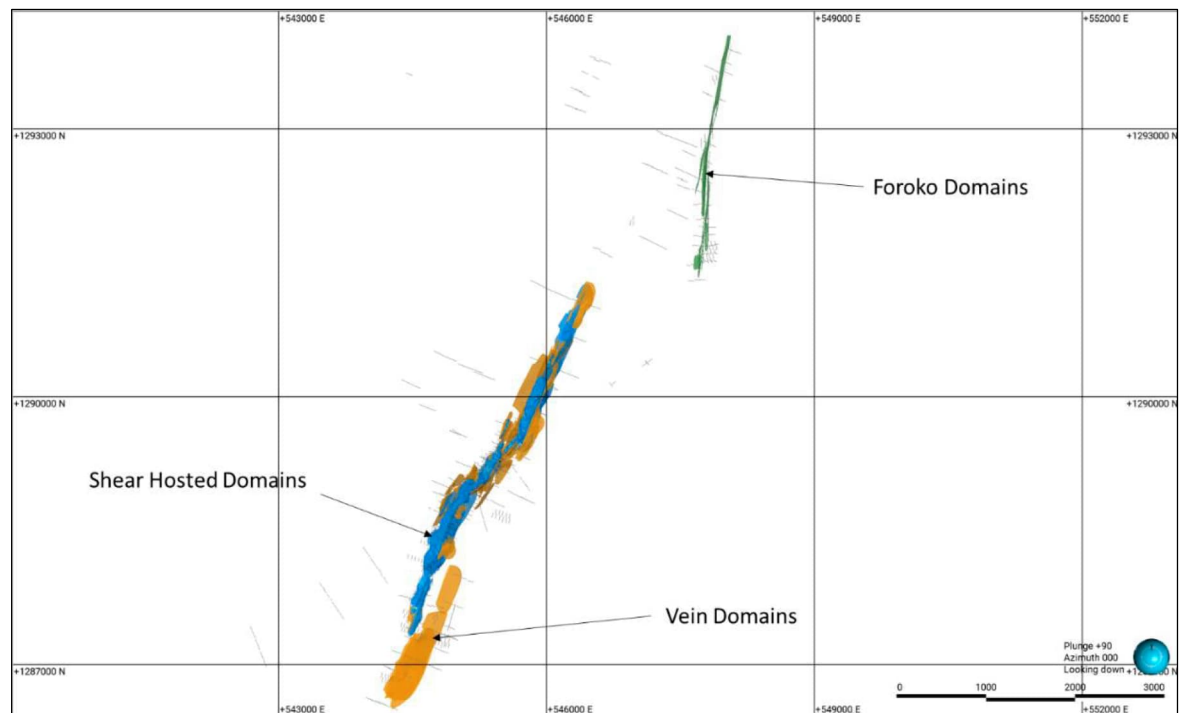 +543000 E
+546000 E
+549000 E
+552000 E
+1293000 N
+1293000 N
Foroko Domains
+1290000 N
+1290000 N
Shear Hosted Domains
Vein Domains
Plunge +90
Azimuth 000
Looking down
+1287000 N
0 1000 2000 3000
+543000 E
+546000 E
+549000 E
+552000 E